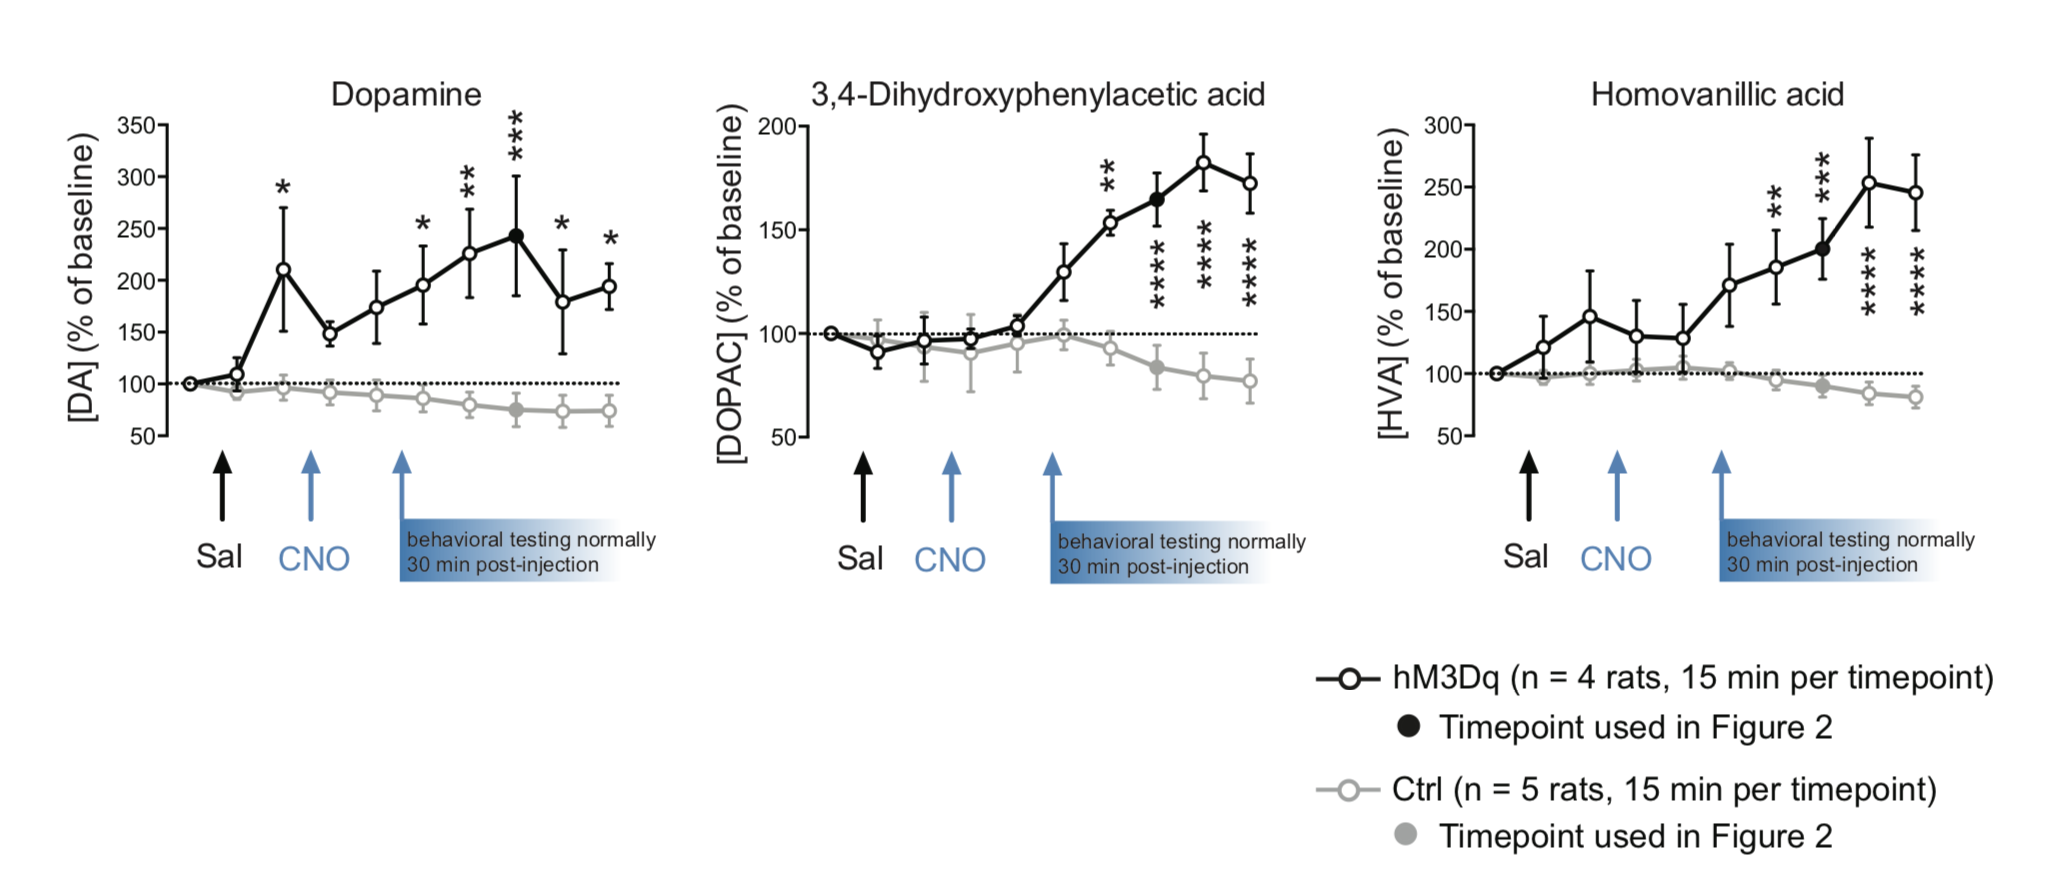 Dopamine
[DA] (% of baseline)
350
300
250
200
150
100
50
*
*
**
***
*
*
Sal
CNO
behavioral testing normally
30 min post-injection
3,4-Dihydroxyphenylacetic acid
[DOPAC] (% of baseline)
200
150
100
50
**
****
****
****
Sal
CNO
behavioral testing normally
30 min post-injection
Homovanillic acid
[HVA] (% of baseline)
300
250
200
150
100
50
**
***
****
****
Sal
CNO
behavioral testing normally
30 min post-injection
hM3Dq (n = 4 rats, 15 min per timepoint)
Timepoint used in Figure 2
Ctrl (n = 5 rats, 15 min per timepoint)
Timepoint used in Figure 2